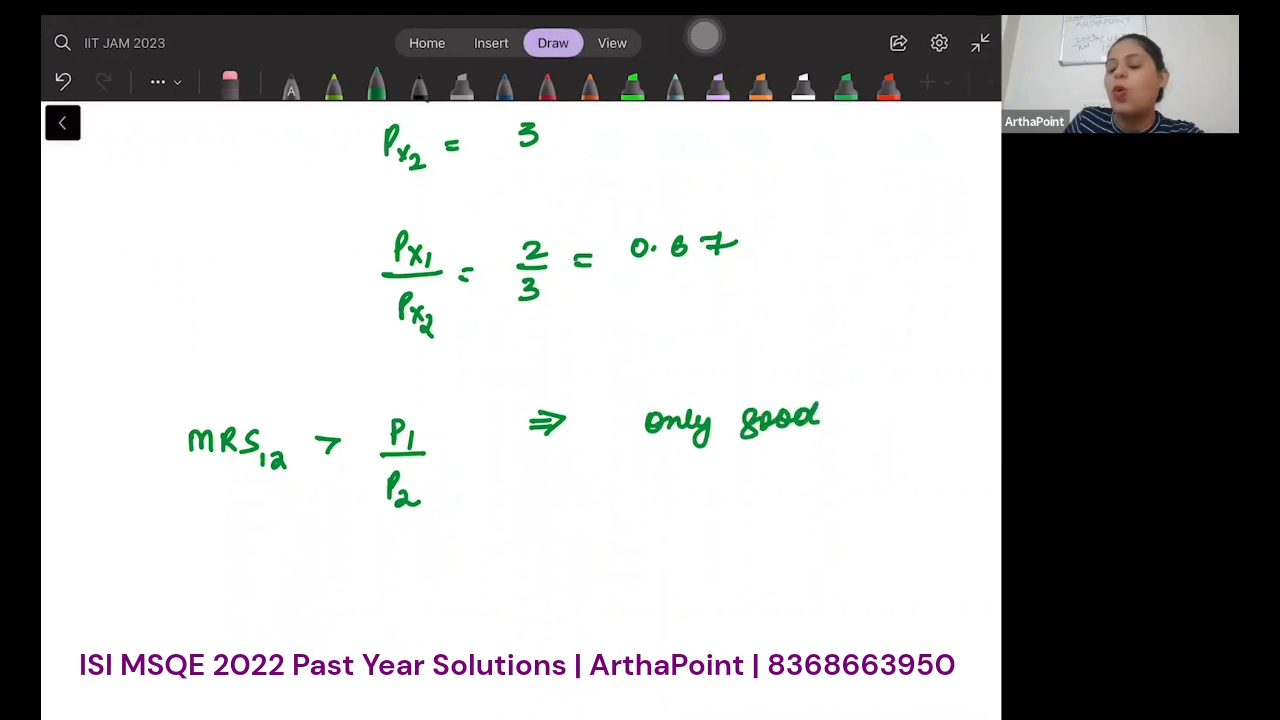 IIT JAM 2023
Home Insert Draw View
A
ArthaPoint
Px₂ = 3
Px₁ / Px₂ = 2/3 = 0.67
MRS₁₂ > P₁ / P₂ ⇒ only good
ISI MSQE 2022 Past Year Solutions | ArthaPoint | 8368663950